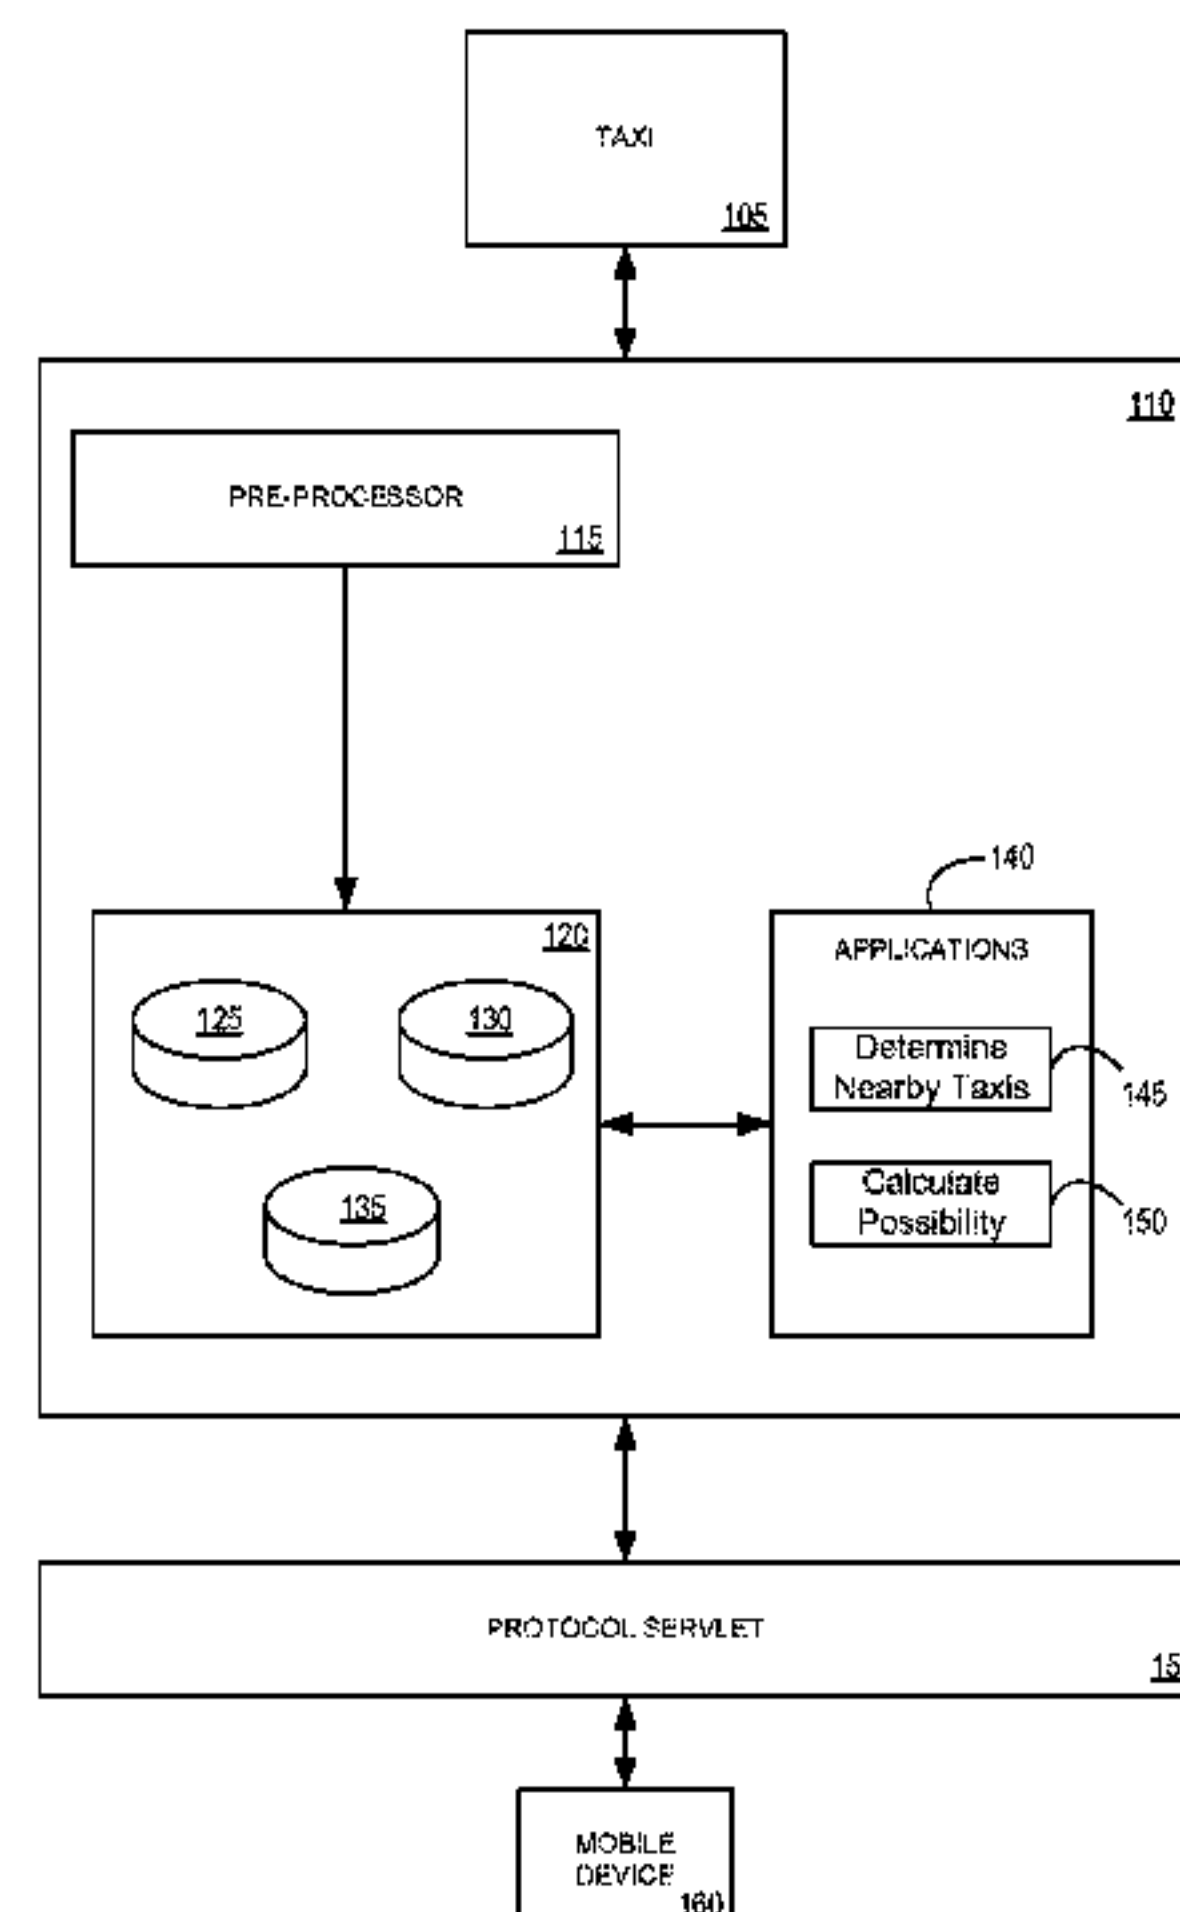 TAXI
105
110
PRE-PROCESSOR
115
140
120
APPLICATIONS
125
130
Determine
Nearby Taxis
145
135
Calculate
Possibility
150
PROTOCOL SERVLET
15
MOBILE
DEVICE
160